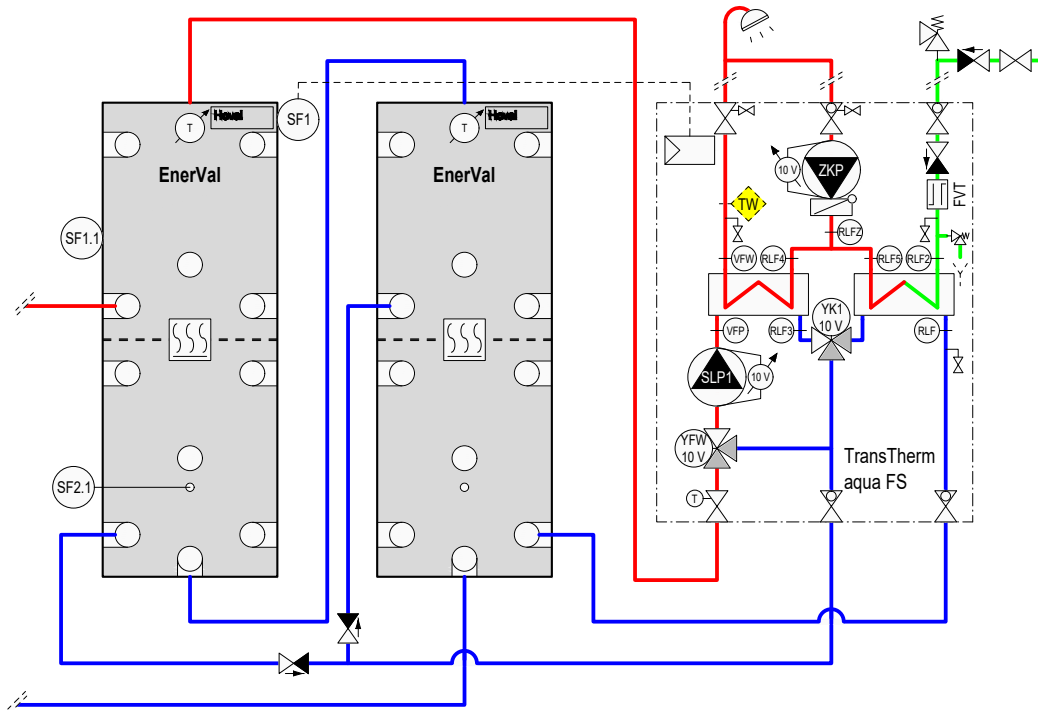 Hoval
SF1
Hoval
T
T
EnerVal
EnerVal
10 V
ZKP
FVT
TW
RLFZ
SF1.1
VFW
RLF4
RLF5
RLF2
YK1
10 V
VFP
RLF3
RLF
SLP1
10 V
YFW
10 V
TransTherm
aqua FS
SF2.1
T